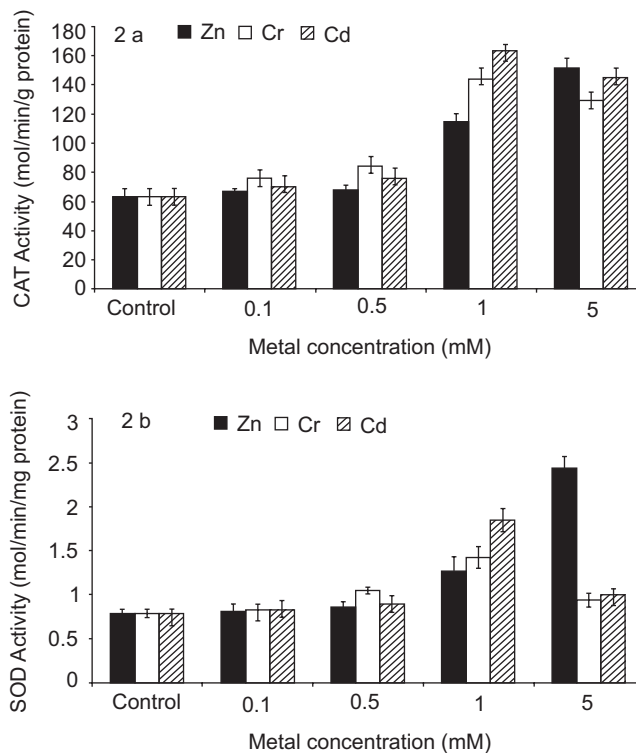 2 a
Zn Cr Cd
CAT Activity (mol/min/g protein)
180
160
140
120
100
80
60
40
20
0
Control 0.1 0.5 1 5
Metal concentration (mM)
2 b
Zn Cr Cd
SOD Activity (mol/min/mg protein)
3
2.5
2
1.5
1
0.5
0
Control 0.1 0.5 1 5
Metal concentration (mM)